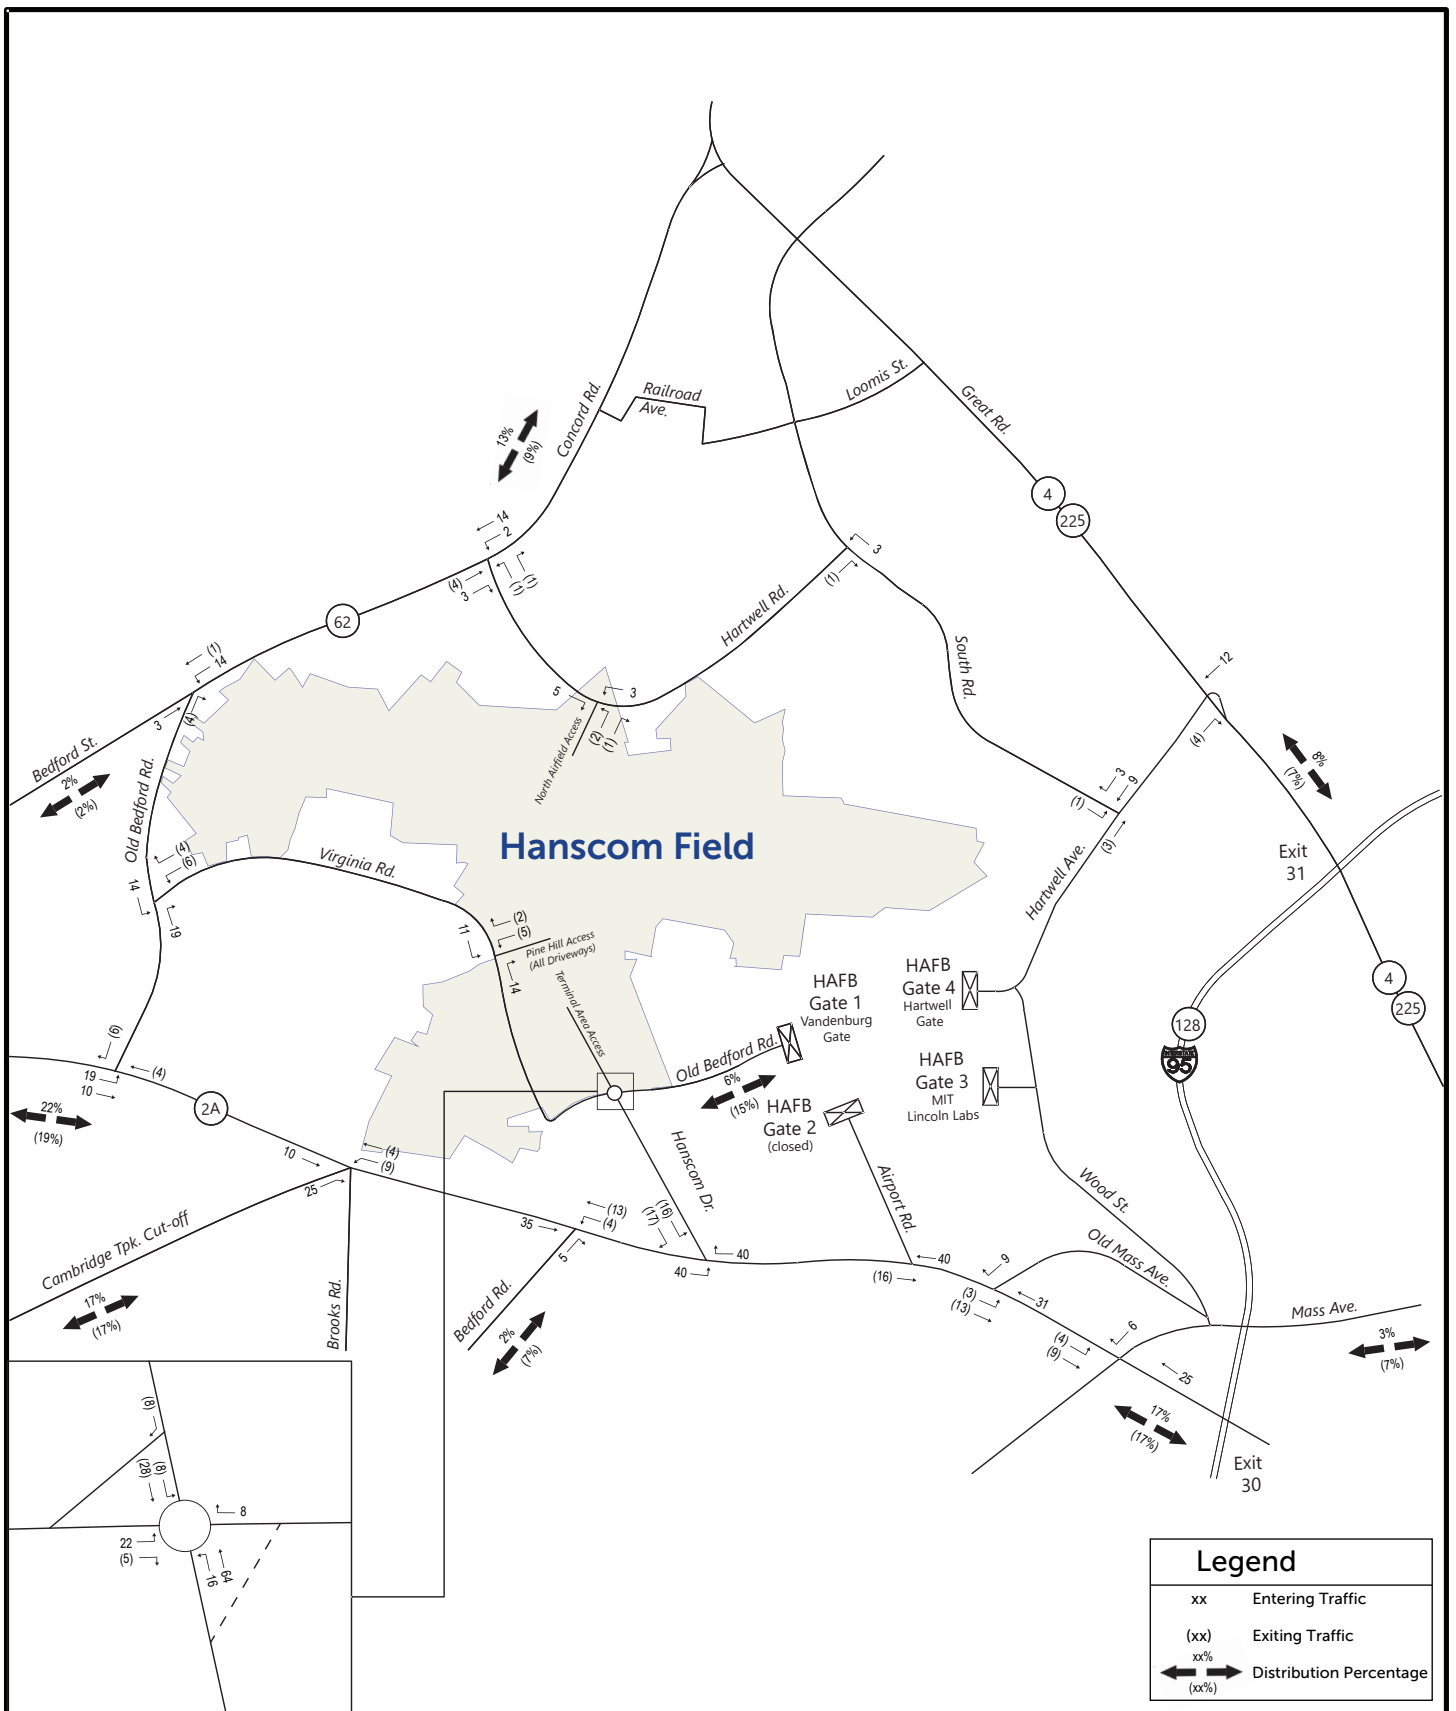 Concord Rd.
Railroad
Ave.
Loomis St.
Great Rd.
13%
(9%)
4
225
14
2
(4)
3
(1)
(1)
3
(1)
62
Hartwell Rd.
South Rd.
(1)
14
3
(4)
12
(4)
5
3
(2)
(1)
North Airfield Access
Bedford St.
2%
(2%)
8%
(7%)
3
9
(1)
(3)
Old Bedford Rd.
Hanscom Field
Virginia Rd.
(4)
(6)
14
19
Hartwell Ave.
Exit
31
11
(2)
(5)
Pine Hill Access
(All Driveways)
14
Terminal Area Access
HAFB
Gate 1
Vandenburg
Gate
HAFB
Gate 4
Hartwell
Gate
4
225
128
INTERSTATE
95
(6)
19
10
(4)
Old Bedford Rd.
6%
(15%)
HAFB
Gate 3
MIT
Lincoln Labs
HAFB
Gate 2
(closed)
22%
(19%)
2A
10
25
(4)
(9)
Hanscom Dr.
Airport Rd.
Wood St.
Old Mass Ave.
Cambridge Tpk. Cut-off
17%
(17%)
Brooks Rd.
35
(13)
(4)
5
Bedford Rd.
2%
(7%)
(16)
(17)
40
40
40
(16)
9
(3)
(13)
31
6
(4)
(9)
25
Mass Ave.
3%
(7%)
17%
(17%)
Exit
30
(8)
(8)
(28)
8
22
(5)
16
64
Legend
xx Entering Traffic
(xx) Exiting Traffic
xx%
Distribution Percentage
(xx%)